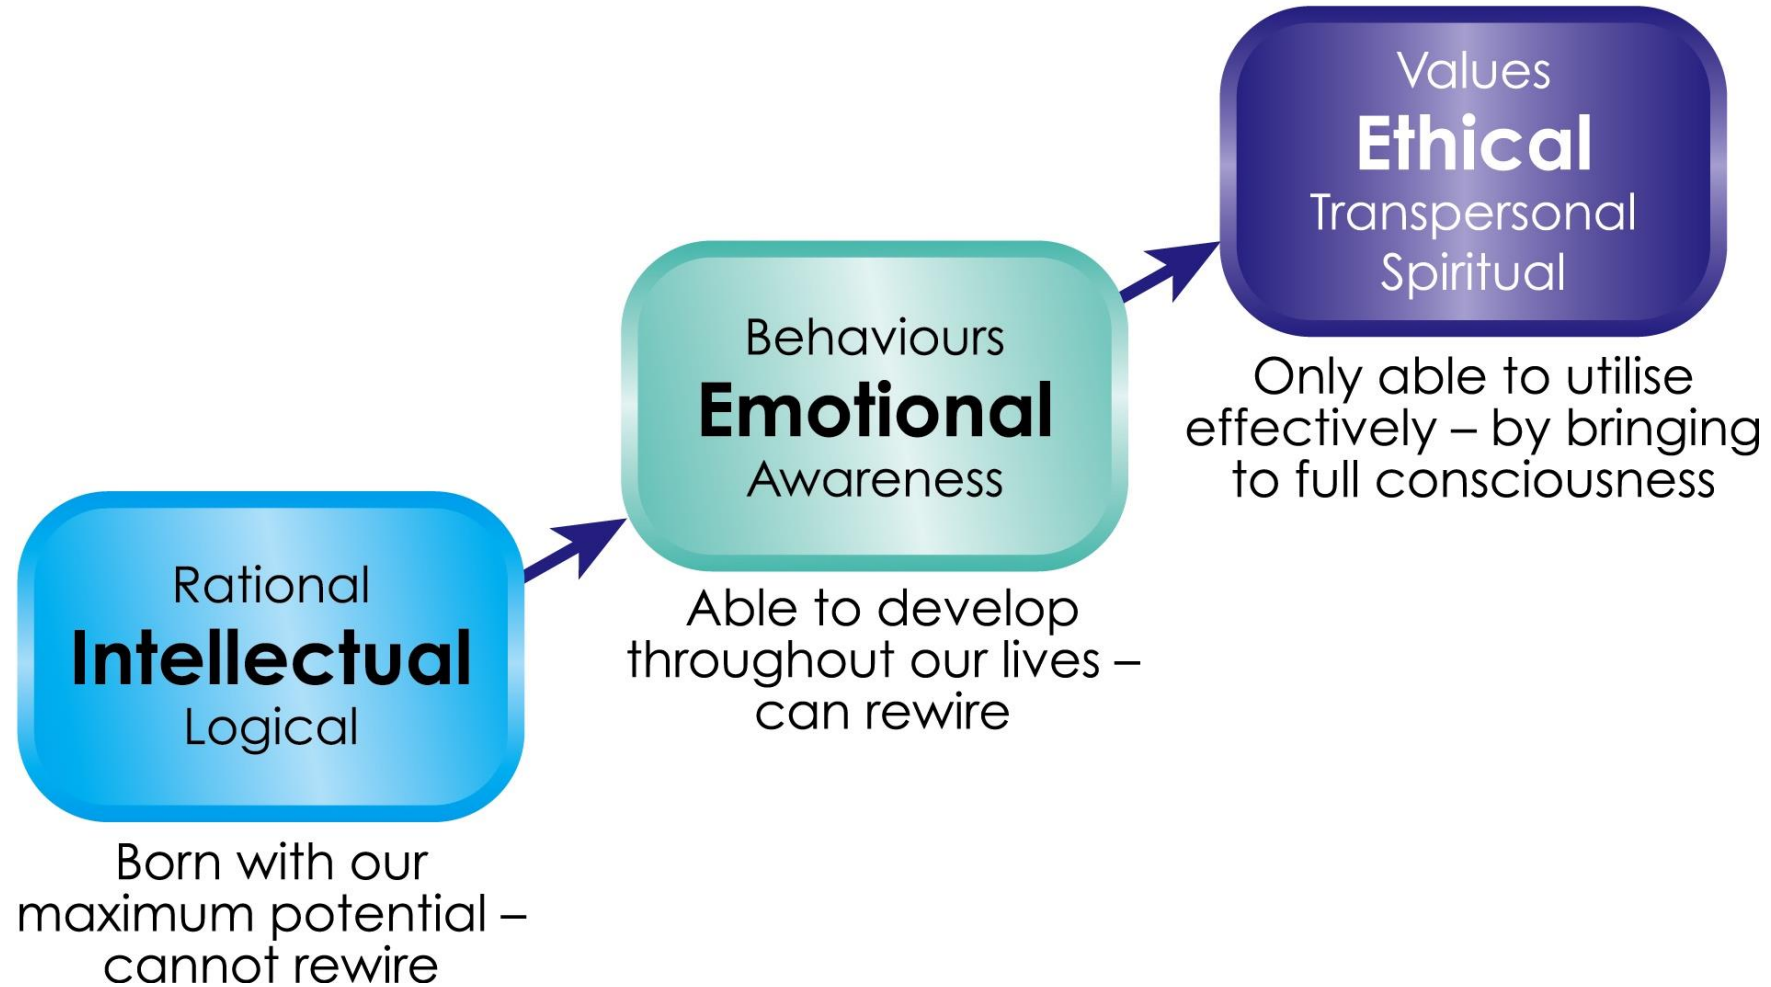 Rational
Intellectual
Logical
Born with our
maximum potential –
cannot rewire
Behaviours
Emotional
Awareness
Able to develop
throughout our lives –
can rewire
Values
Ethical
Transpersonal
Spiritual
Only able to utilise
effectively – by bringing
to full consciousness